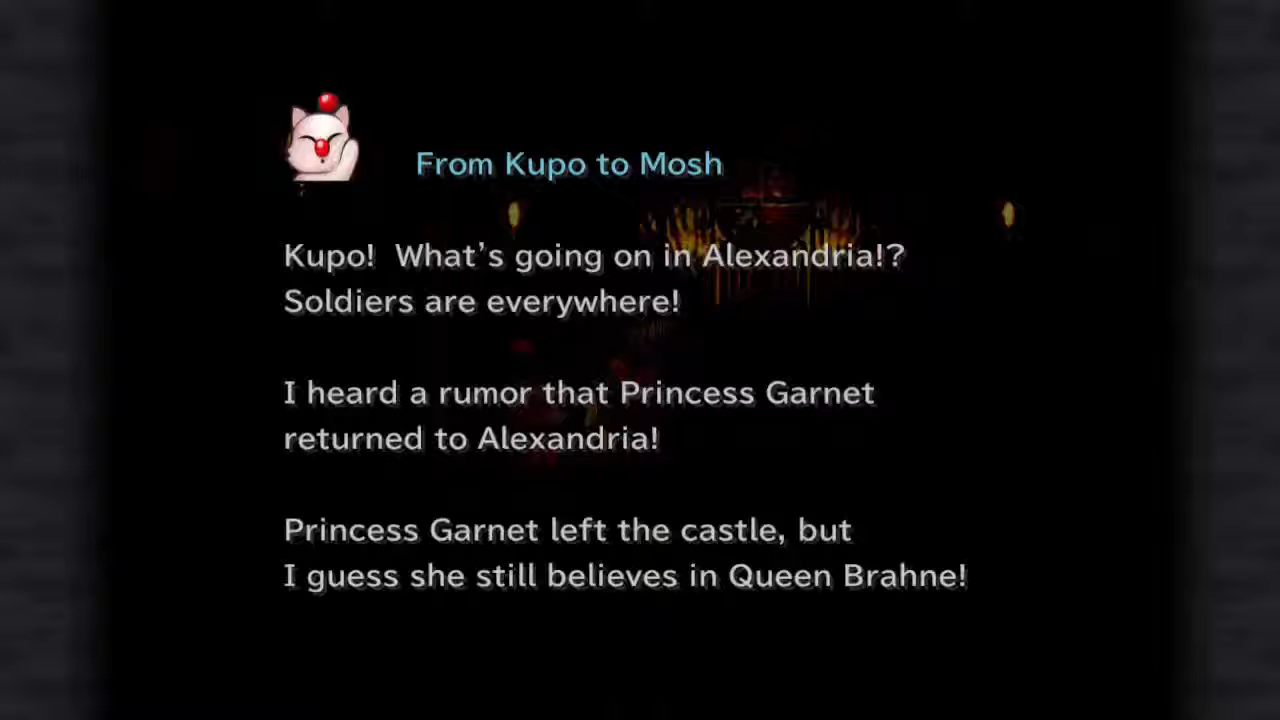 From Kupo to Mosh
Kupo!  What's going on in Alexandria!?
Soldiers are everywhere!
I heard a rumor that Princess Garnet
returned to Alexandria!
Princess Garnet left the castle, but
I guess she still believes in Queen Brahne!